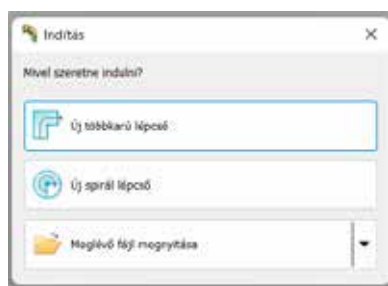 Indítás
Mivel szeretne indulni?
Új többkarú lépcső
Új spirál lépcső
Meglévő fájl megnyitása